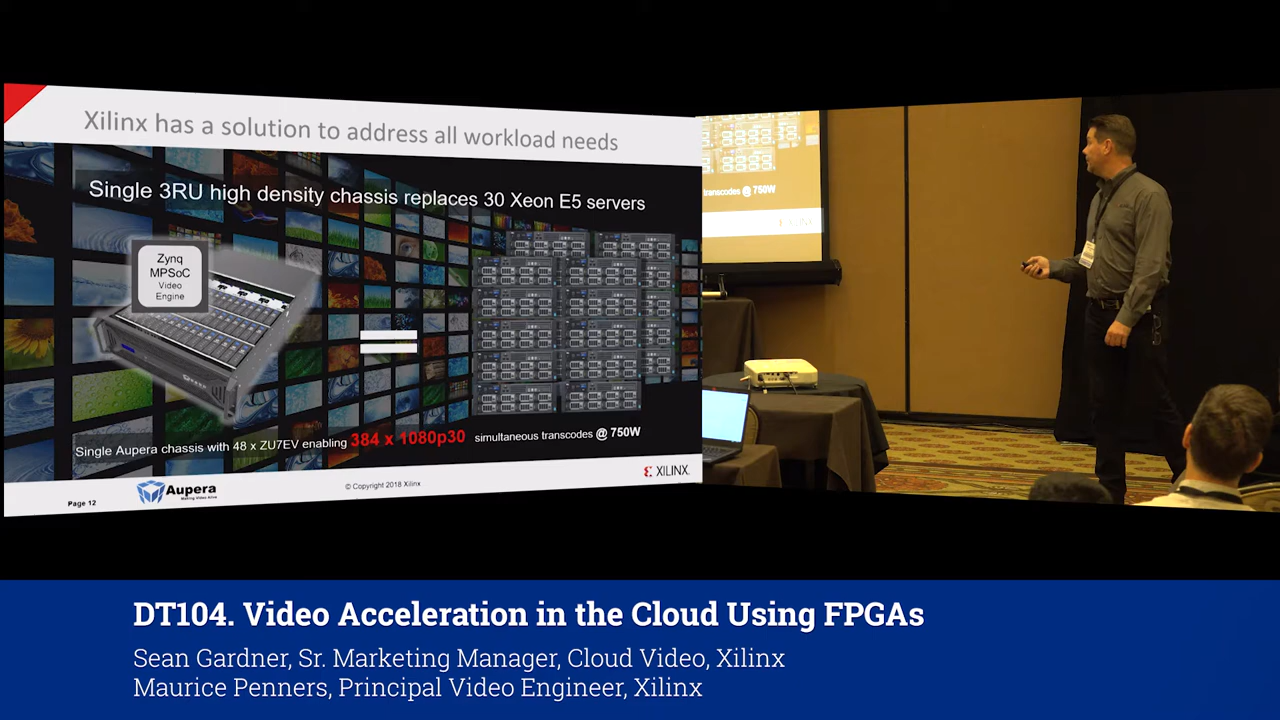 Xilinx has a solution to address all workload needs
Single 3RU high density chassis replaces 30 Xeon E5 servers
Zynq
MPSoC
Video
Engine
Single Aupera chassis with 48 x ZU7EV enabling 384 x 1080p30 simultaneous transcodes @ 750W
Page 12
Aupera
Making Video Alive
© Copyright 2018 Xilinx
XILINX
transcodes @ 750W
DT104. Video Acceleration in the Cloud Using FPGAs
Sean Gardner, Sr. Marketing Manager, Cloud Video, Xilinx
Maurice Penners, Principal Video Engineer, Xilinx